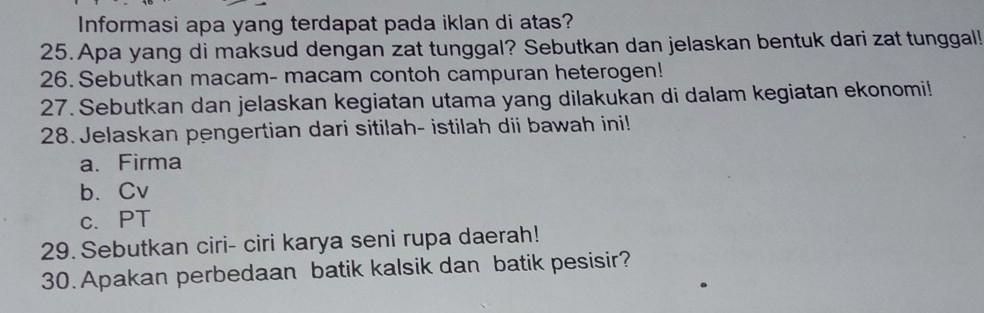 Informasi apa yang terdapat pada iklan di atas?
25. Apa yang di maksud dengan zat tunggal? Sebutkan dan jelaskan bentuk dari zat tunggal!
26. Sebutkan macam- macam contoh campuran heterogen!
27. Sebutkan dan jelaskan kegiatan utama yang dilakukan di dalam kegiatan ekonomi!
28. Jelaskan pengertian dari sitilah- istilah dii bawah ini!
a. Firma
b. Cv
c. PT
29. Sebutkan ciri- ciri karya seni rupa daerah!
30. Apakan perbedaan batik kalsik dan batik pesisir?